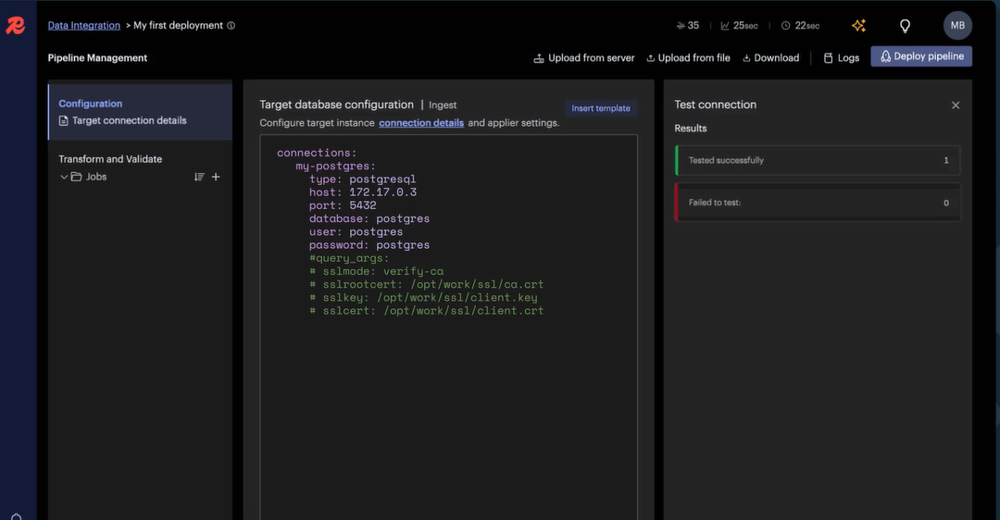 Data Integration > My first deployment
35 | 25sec | 22sec
MB
Pipeline Management
Upload from server Upload from file Download | Logs Deploy pipeline
Configuration
Target connection details
Transform and Validate
Jobs
Target database configuration | Ingest
Insert template
Configure target instance connection details and applier settings.
connections:
my-postgres:
type: postgresql
host: 172.17.0.3
port: 5432
database: postgres
user: postgres
password: postgres
#query_args:
# sslmode: verify-ca
# sslrootcert: /opt/work/ssl/ca.crt
# sslkey: /opt/work/ssl/client.key
# sslcert: /opt/work/ssl/client.crt
Test connection
Results
Tested successfully 1
Failed to test: 0